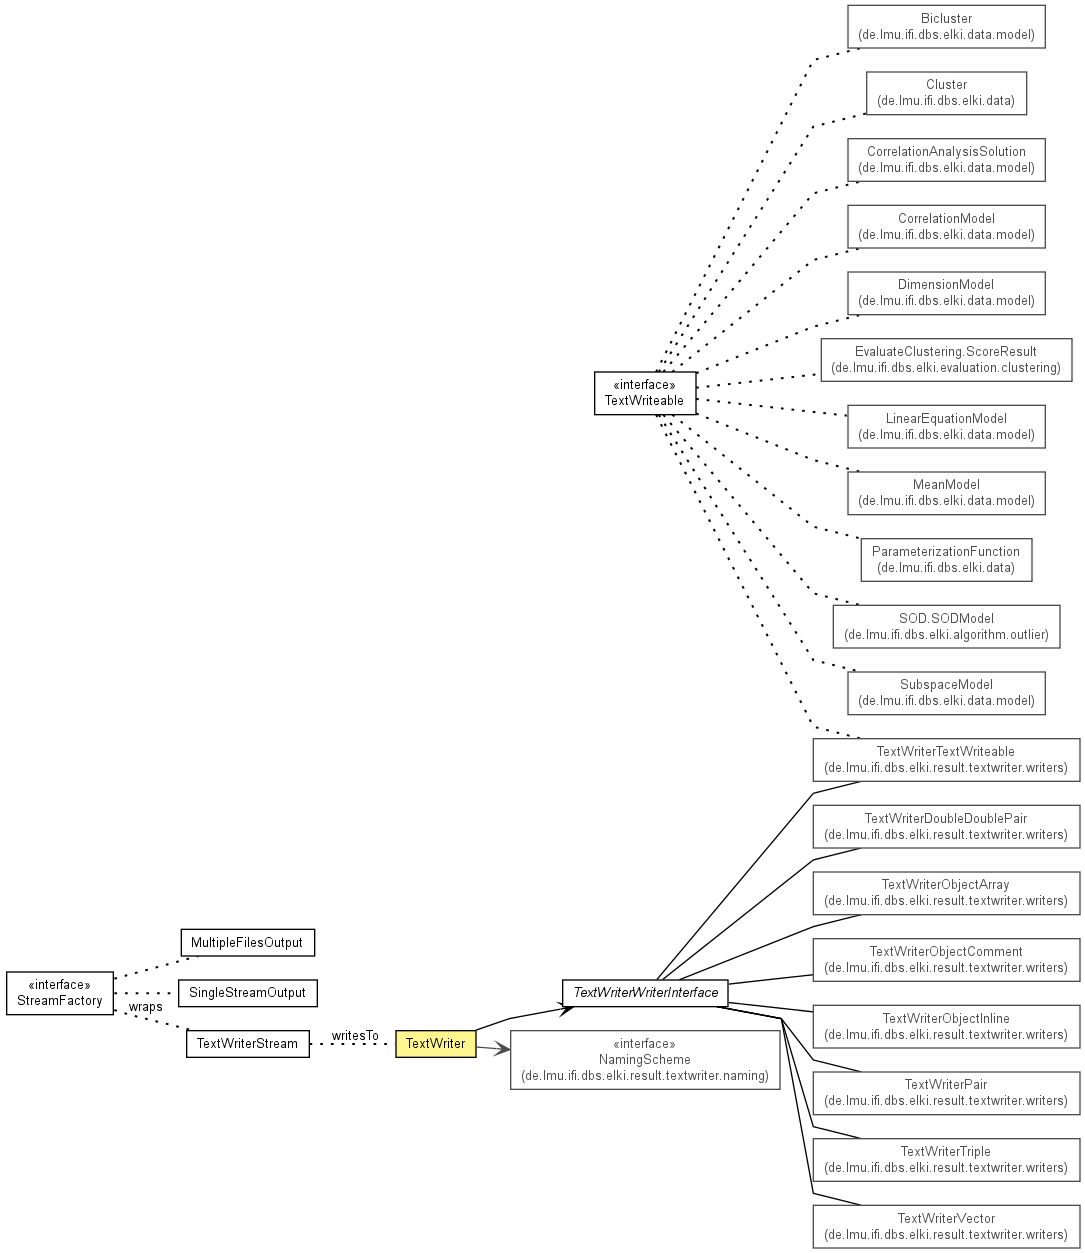 Bicluster
(de.lmu.ifi.dbs.elki.data.model)
Cluster
(de.lmu.ifi.dbs.elki.data)
CorrelationAnalysisSolution
(de.lmu.ifi.dbs.elki.data.model)
CorrelationModel
(de.lmu.ifi.dbs.elki.data.model)
DimensionModel
(de.lmu.ifi.dbs.elki.data.model)
EvaluateClustering.ScoreResult
(de.lmu.ifi.dbs.elki.evaluation.clustering)
«interface»
TextWriteable
LinearEquationModel
(de.lmu.ifi.dbs.elki.data.model)
MeanModel
(de.lmu.ifi.dbs.elki.data.model)
ParameterizationFunction
(de.lmu.ifi.dbs.elki.data)
SOD.SODModel
(de.lmu.ifi.dbs.elki.algorithm.outlier)
SubspaceModel
(de.lmu.ifi.dbs.elki.data.model)
TextWriterTextWriteable
(de.lmu.ifi.dbs.elki.result.textwriter.writers)
TextWriterDoubleDoublePair
(de.lmu.ifi.dbs.elki.result.textwriter.writers)
TextWriterObjectArray
(de.lmu.ifi.dbs.elki.result.textwriter.writers)
TextWriterObjectComment
(de.lmu.ifi.dbs.elki.result.textwriter.writers)
TextWriterObjectInline
(de.lmu.ifi.dbs.elki.result.textwriter.writers)
TextWriterPair
(de.lmu.ifi.dbs.elki.result.textwriter.writers)
TextWriterTriple
(de.lmu.ifi.dbs.elki.result.textwriter.writers)
TextWriterVector
(de.lmu.ifi.dbs.elki.result.textwriter.writers)
MultipleFilesOutput
«interface»
StreamFactory
SingleStreamOutput
wraps
TextWriterStream
writesTo
TextWriter
TextWriterWriterInterface
«interface»
NamingScheme
(de.lmu.ifi.dbs.elki.result.textwriter.naming)